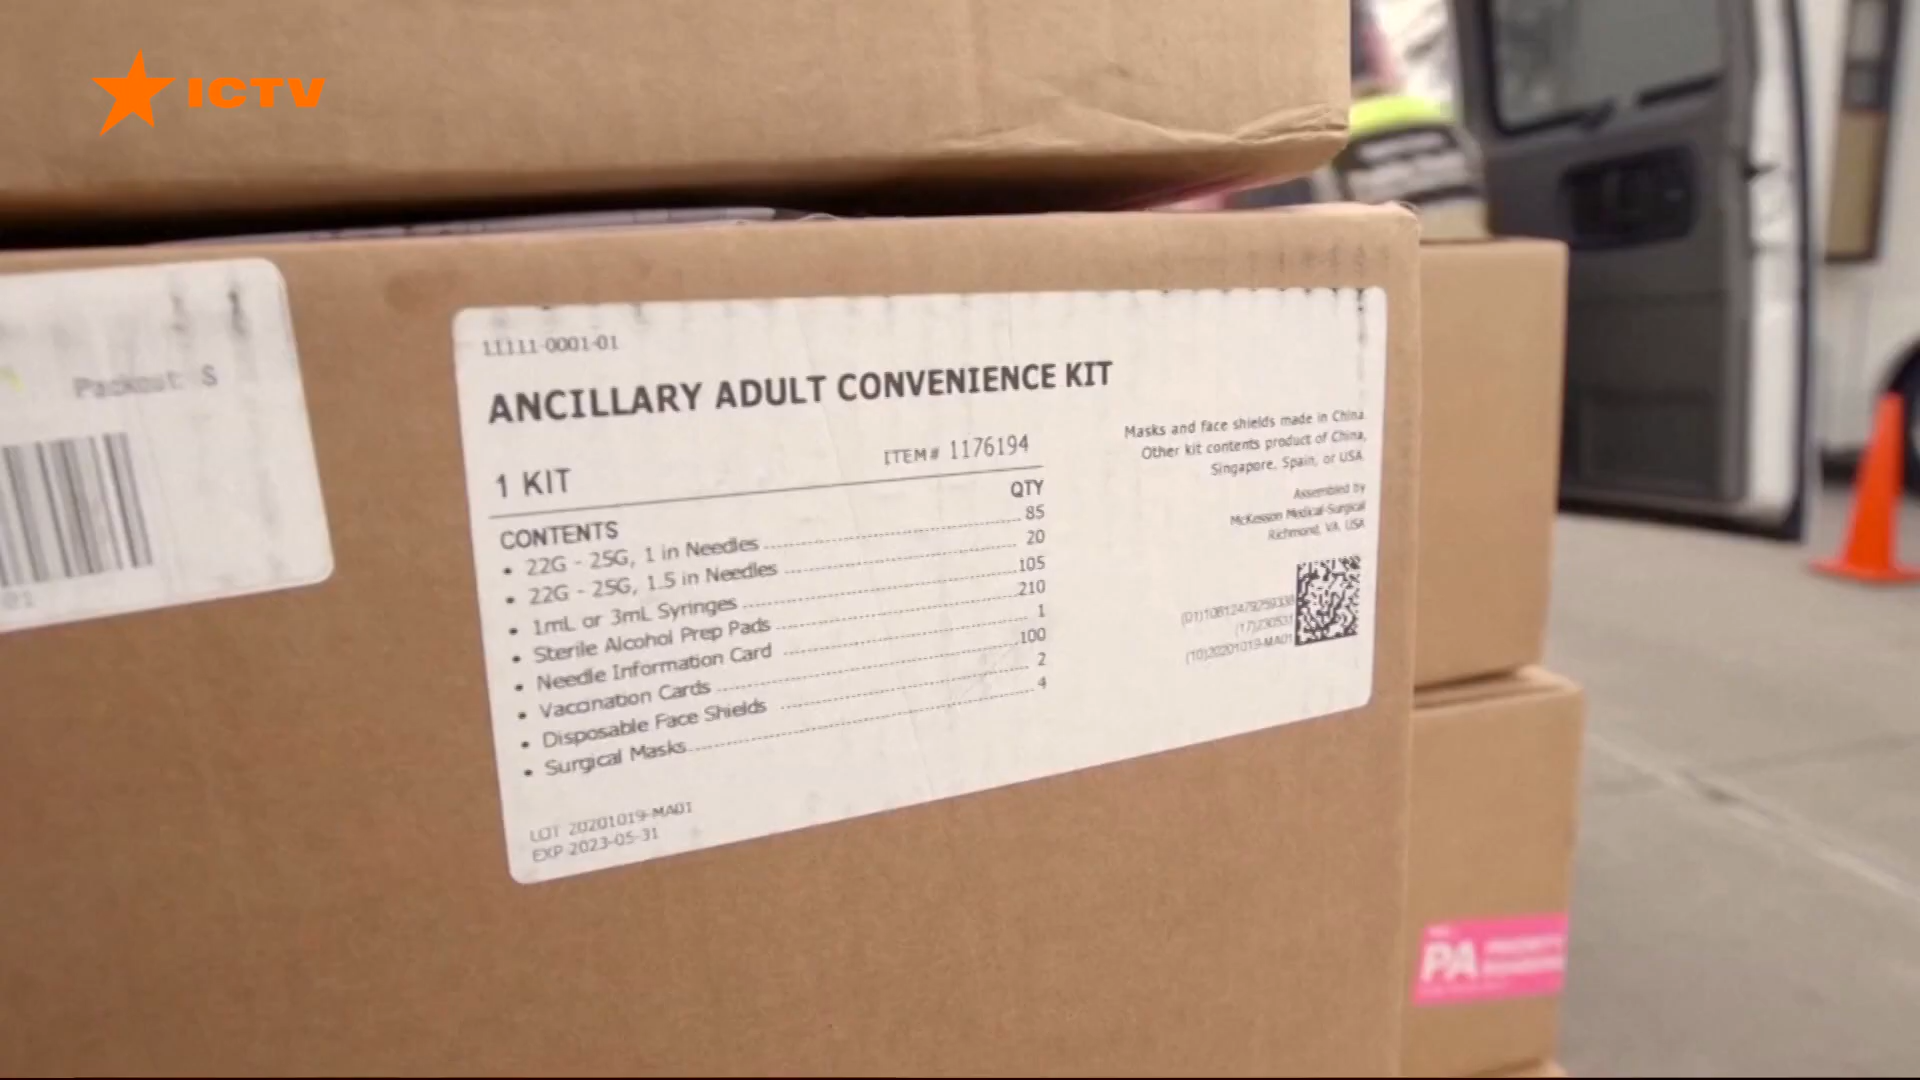 ICTV
Packout S
01
11111-0001-01
ANCILLARY ADULT CONVENIENCE KIT
ITEM# 1176194
1 KIT
QTY
CONTENTS
• 22G - 25G, 1 in Needles 85
• 22G - 25G, 1.5 in Needles 20
• 1mL or 3mL Syringes 105
• Sterile Alcohol Prep Pads 210
• Needle Information Card 1
• Vaccination Cards 100
• Disposable Face Shields 2
• Surgical Masks 4
LOT 20201019-MA01
EXP 2023-05-31
Masks and face shields made in China.
Other kit contents product of China,
Singapore, Spain, or USA.
Assembled by
McKesson Medical-Surgical
Richmond, VA, USA
(17)230531
(10)20201019-MA01
PA